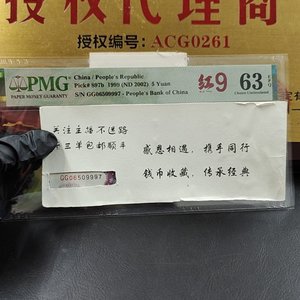 授权代理商
授权编号：ACG0261
PMG
PAPER MONEY GUARANTY
China / People's Republic
Pick# 897b 1999 (ND 2002) 5 Yuan
S/N GG06509997 - People's Bank of China
红9
63 EPQ
Choice Uncirculated
关注主播不迷路
三单包邮顺丰
感恩相遇，携手同行
钱币收藏，传承经典
GG06509997